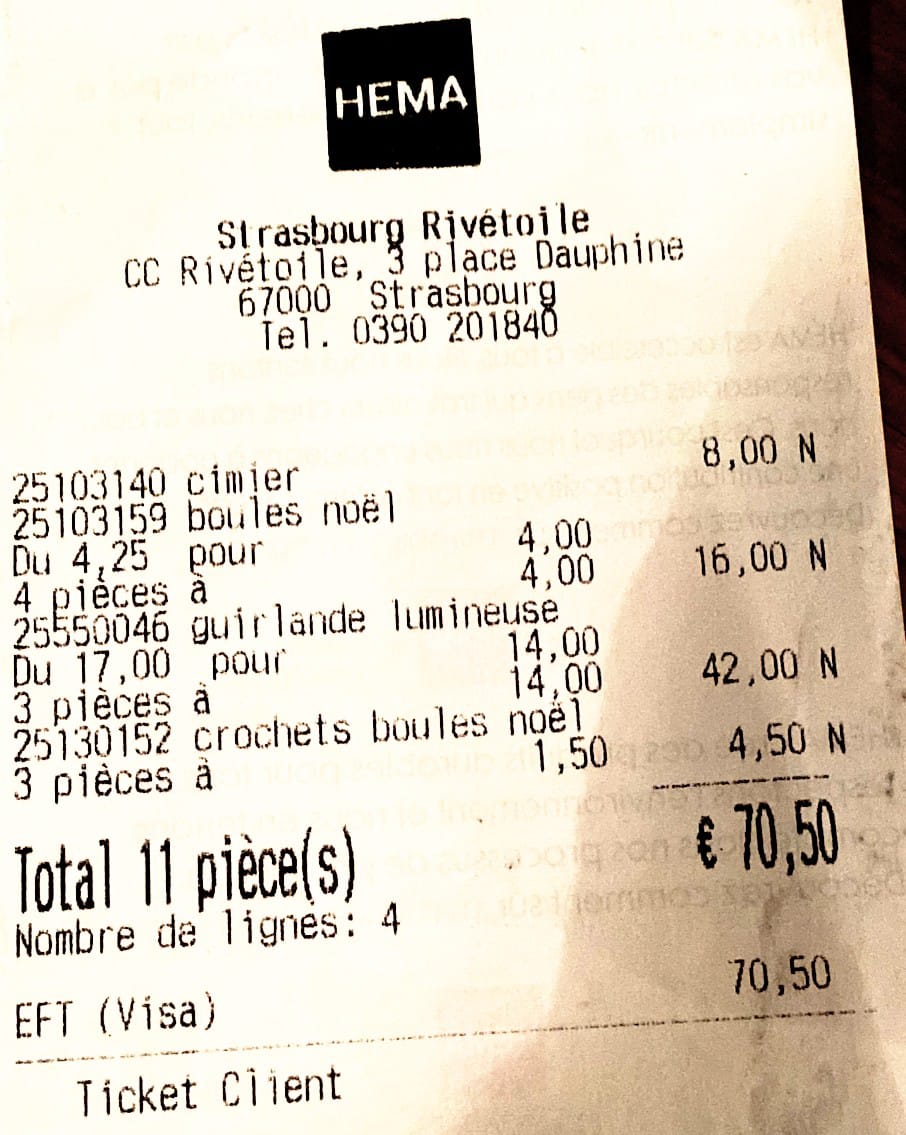 HEMA
Strasbourg Rivétoile
CC Rivétoile, 3 place Dauphine
67000 Strasbourg
Tel. 0390 201840
25103140 cimier 8,00 N
25103159 boules noël
Du 4,25 pour 4,00
4 pièces à 4,00 16,00 N
25550046 guirlande lumineuse
Du 17,00 pour 14,00
3 pièces à 14,00 42,00 N
25130152 crochets boules noël
3 pièces à 1,50 4,50 N
Total 11 pièce(s) € 70,50
Nombre de lignes: 4
EFT (Visa) 70,50
Ticket Client